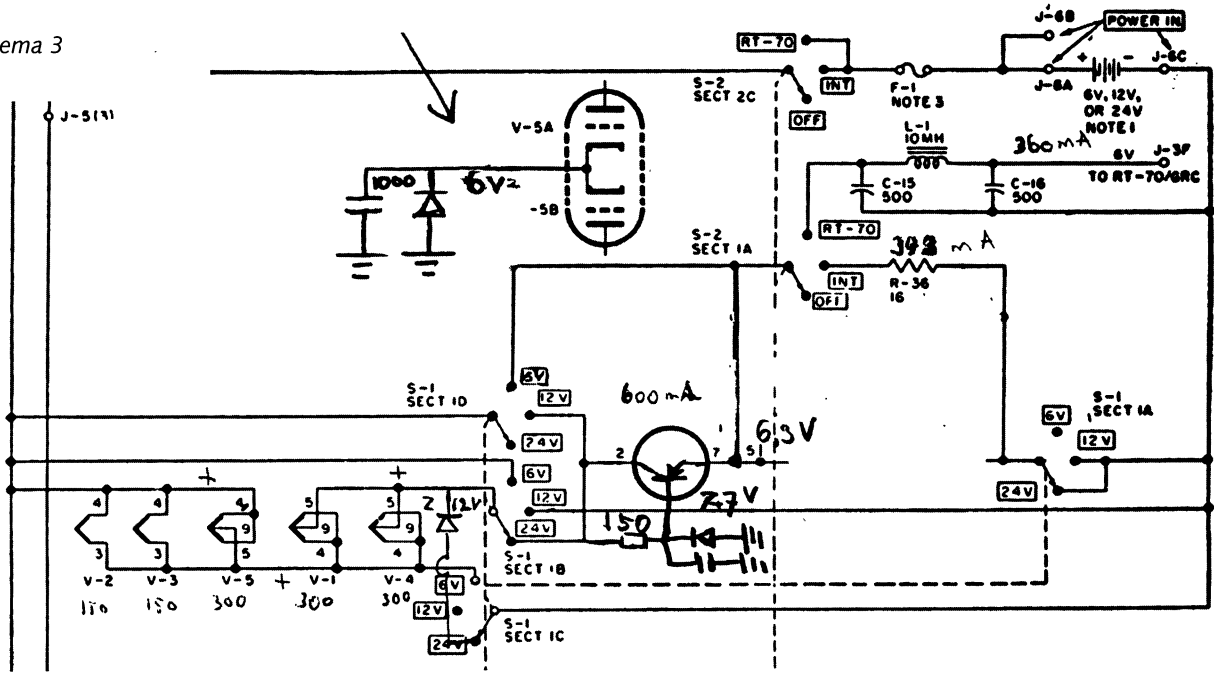 ema 3
J-6B
POWER IN
RT-70
J-6C
+
-
J-5(3)
S-2
SECT 2C
INT
F-1
NOTE 3
J-6A
6V, 12V,
OR 24V
NOTE 1
OFF
V-5A
L-1
10MH
360 mA
6V
J-3F
TO RT-70/GRC
1000
C-15
500
C-16
500
-5B
RT-70
S-2
SECT 1A
mA
INT
R-36
16
OFF
6V
S-1
SECT 1D
12V
600 mA
S-1
SECT 1A
6V
6,3 V
12V
24V
2
7
5
6V
+
+
24V
4
4
5
5
Z
12V
12V
150
9
9
9
24V
3
3
5
4
4
S-1
SECT 1B
V-2
V-3
V-5
+
V-1
V-4
6V
150
150
300
300
300
12V
S-1
SECT 1C
24V